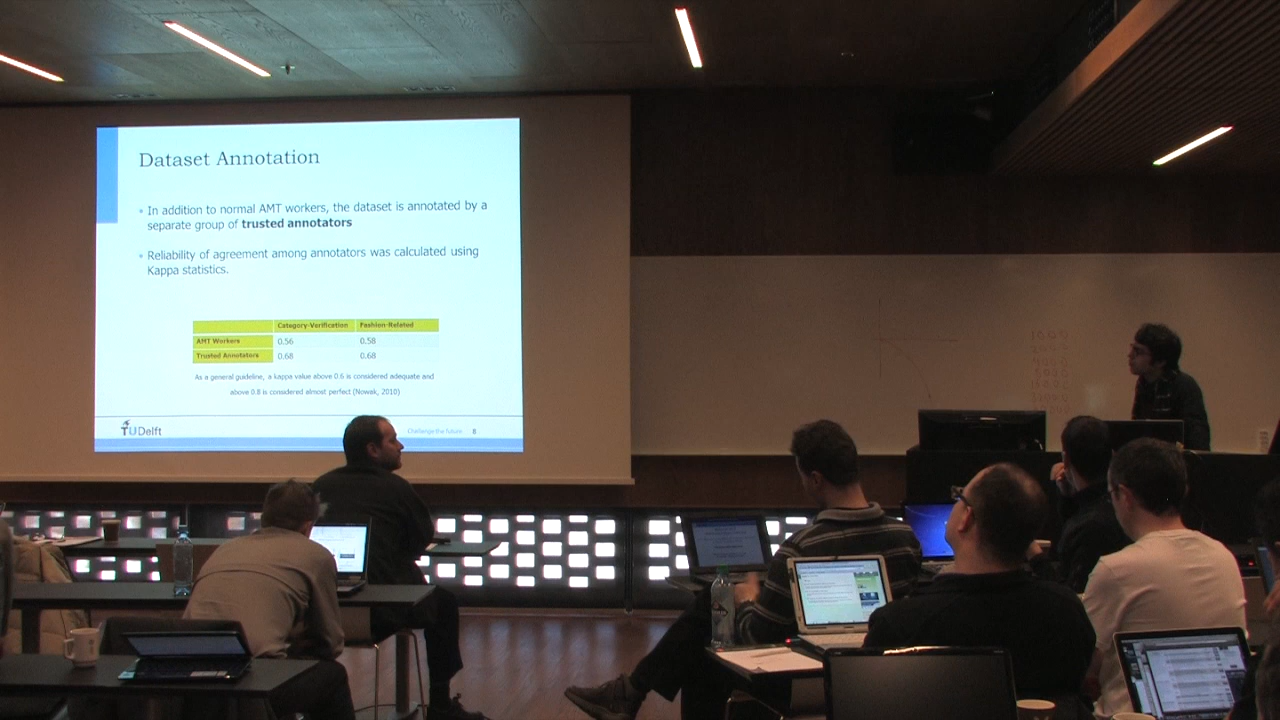 Dataset Annotation
In addition to normal AMT workers, the dataset is annotated by a
separate group of trusted annotators
Reliability of agreement among annotators was calculated using
Kappa statistics.
Category-Verification Fashion-Related
AMT Workers 0.56 0.58
Trusted Annotators 0.68 0.68
As a general guideline, a kappa value above 0.6 is considered adequate and
above 0.8 is considered almost perfect (Nowak, 2010)
TUDelft
Challenge the future 8